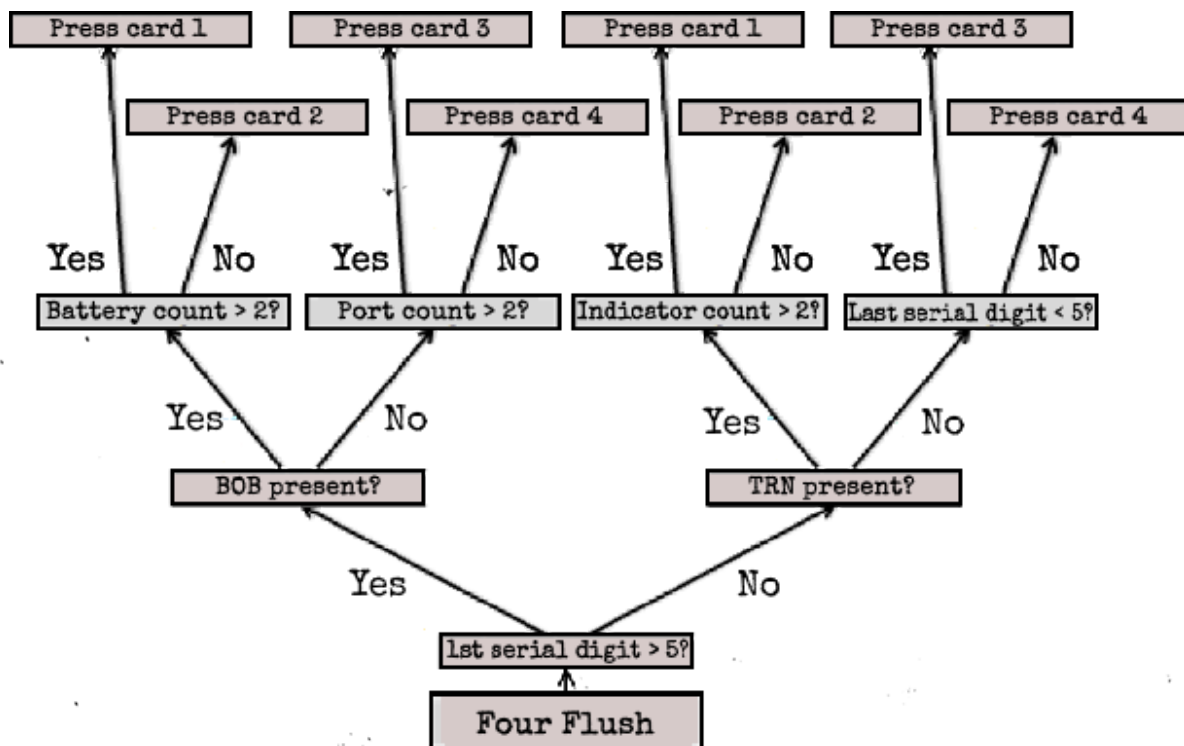 Press card 1
Press card 3
Press card 1
Press card 3
Press card 2
Press card 4
Press card 2
Press card 4
Yes
No
Yes
No
Yes
No
Yes
No
Battery count > 2?
Port count > 2?
Indicator count > 2?
Last serial digit < 5?
Yes
No
Yes
No
BOB present?
TRN present?
Yes
No
1st serial digit > 5?
Four Flush